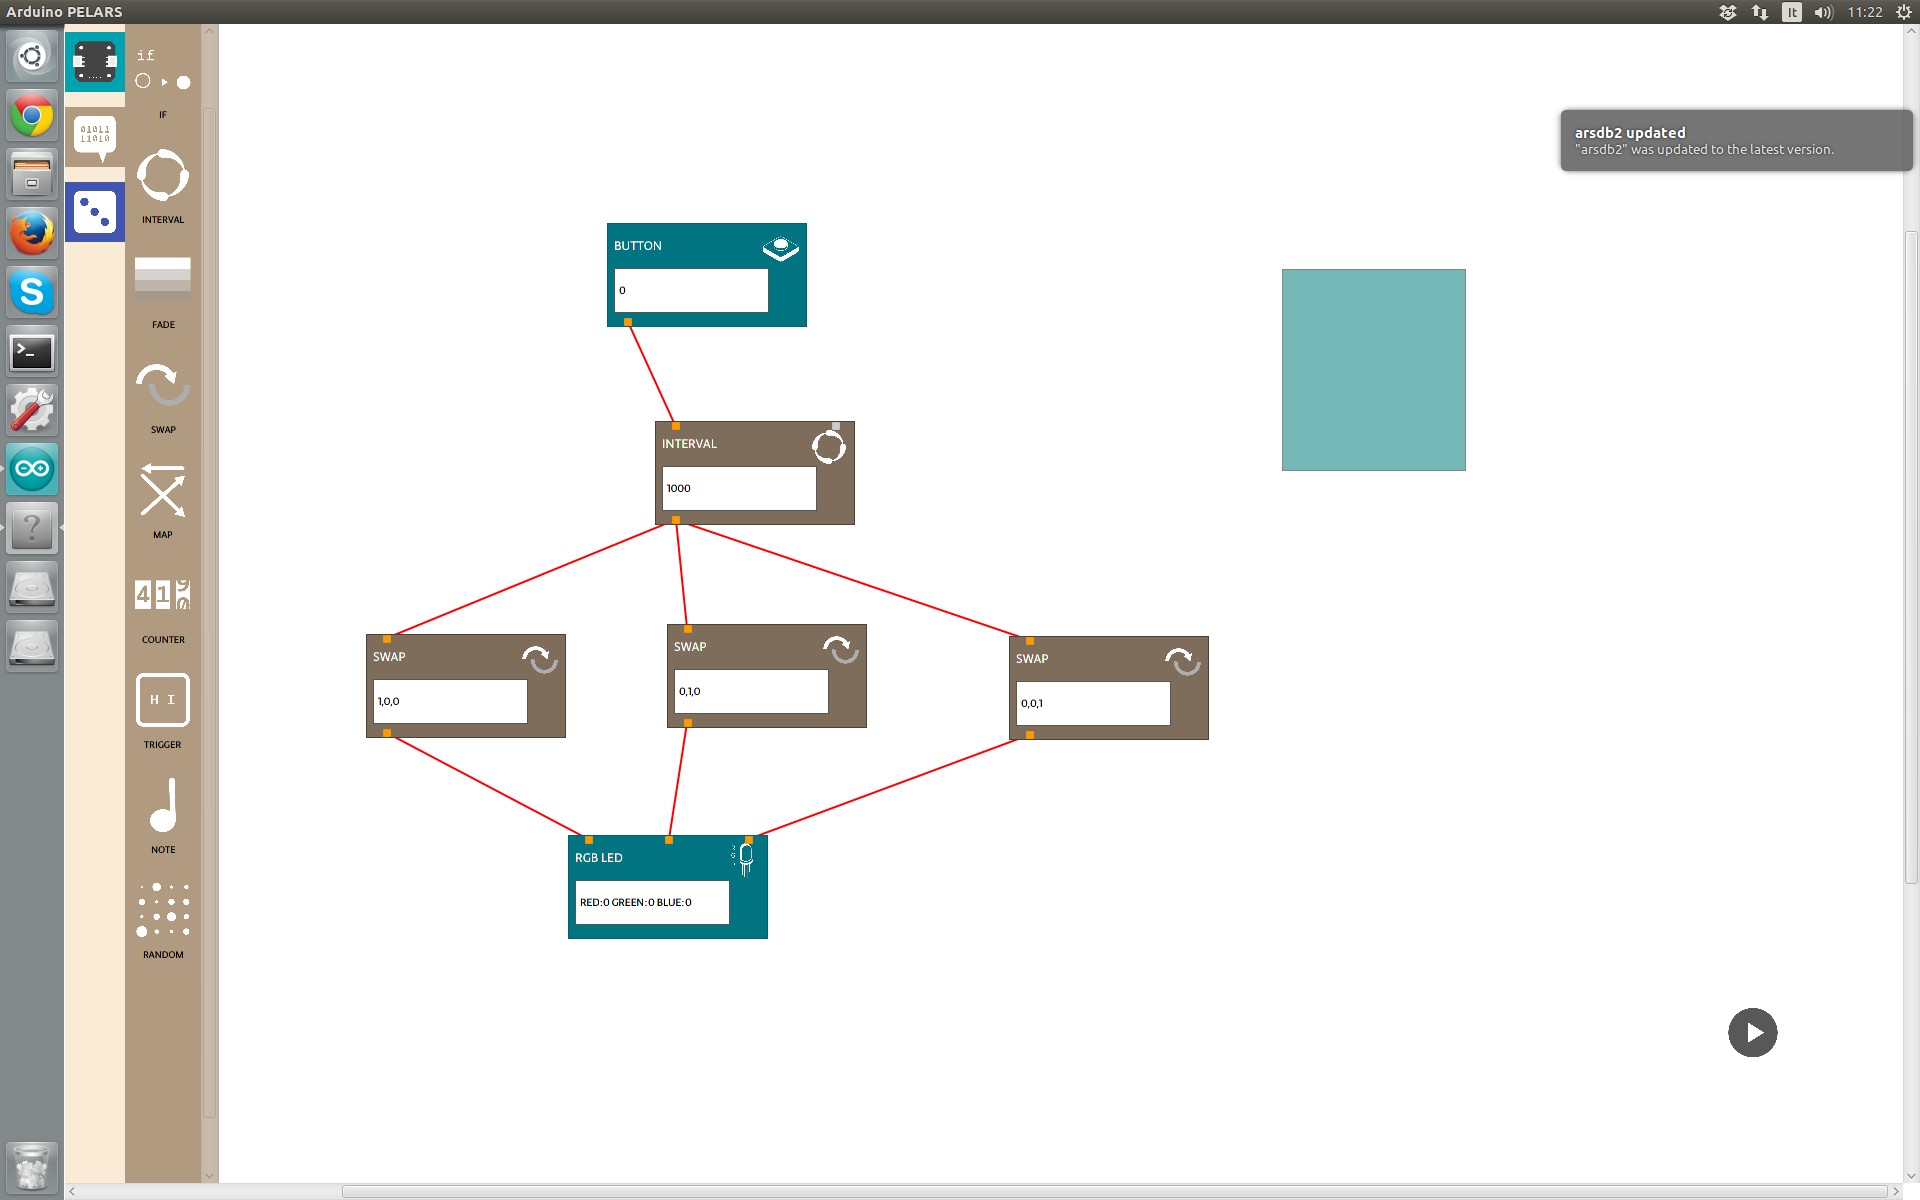 Arduino PELARS
It
11:22
if
IF
01011
11010
INTERVAL
FADE
SWAP
MAP
41
COUNTER
H I
TRIGGER
NOTE
RANDOM
arsdb2 updated
"arsdb2" was updated to the latest version.
BUTTON
0
INTERVAL
1000
SWAP
1,0,0
SWAP
0,1,0
SWAP
0,0,1
RGB LED
RED:0 GREEN:0 BLUE:0